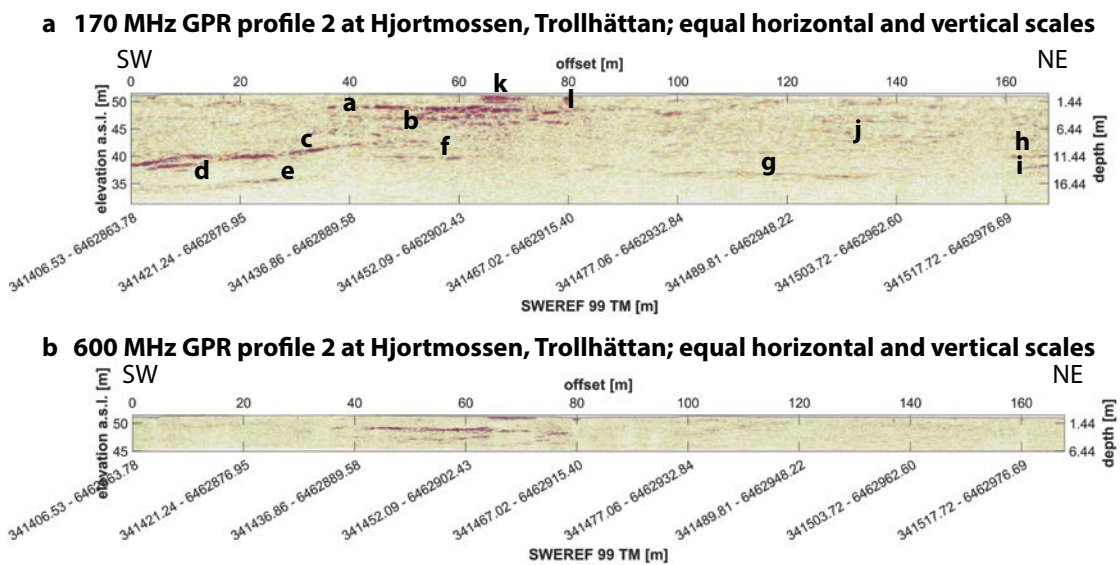 a 170 MHz GPR profile 2 at Hjortmossen, Trollhättan; equal horizontal and vertical scales
SW NE
offset [m]
0 20 40 60 80 100 120 140 160
elevation a.s.l. [m]
50 45 40 35
depth [m]
1.44 6.44 11.44 16.44
k
a l
b j
c f h
d e g i
341406.53 - 6462863.78
341421.24 - 6462876.95
341436.86 - 6462889.58
341452.09 - 6462902.43
341467.02 - 6462915.40
341477.06 - 6462932.84
341489.81 - 6462948.22
341503.72 - 6462962.60
341517.72 - 6462976.69
SWEREF 99 TM [m]
b 600 MHz GPR profile 2 at Hjortmossen, Trollhättan; equal horizontal and vertical scales
SW NE
offset [m]
0 20 40 60 80 100 120 140 160
elevation a.s.l. [m]
50 45
depth [m]
1.44 6.44
341406.53 - 6462863.78
341421.24 - 6462876.95
341436.86 - 6462889.58
341452.09 - 6462902.43
341467.02 - 6462915.40
341477.06 - 6462932.84
341489.81 - 6462948.22
341503.72 - 6462962.60
341517.72 - 6462976.69
SWEREF 99 TM [m]